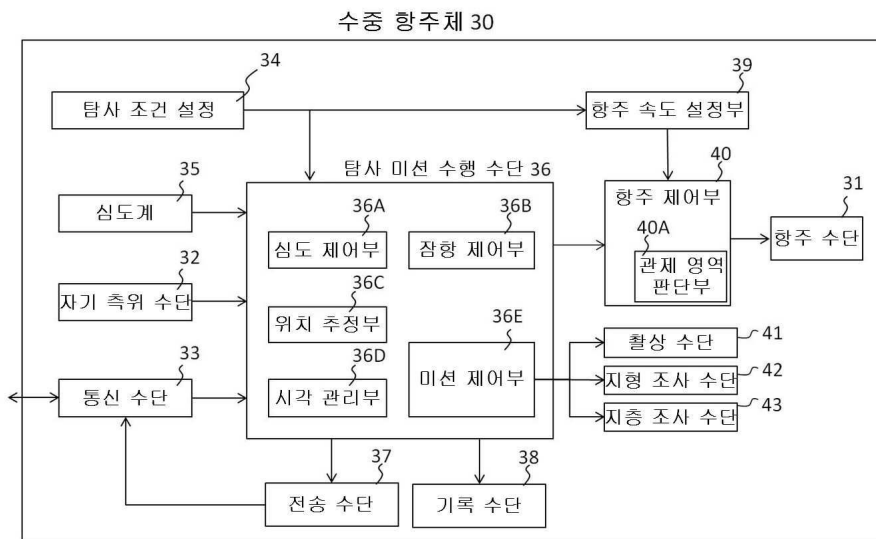 수중 항주체 30
34
탐사 조건 설정
39
항주 속도 설정부
탐사 미션 수행 수단 36
35
심도계
36A
심도 제어부
36B
잠항 제어부
40
항주 제어부
40A
관제 영역
판단부
31
항주 수단
32
자기 측위 수단
36C
위치 추정부
36E
미션 제어부
41
촬상 수단
33
통신 수단
36D
시각 관리부
42
지형 조사 수단
43
지층 조사 수단
37
전송 수단
38
기록 수단